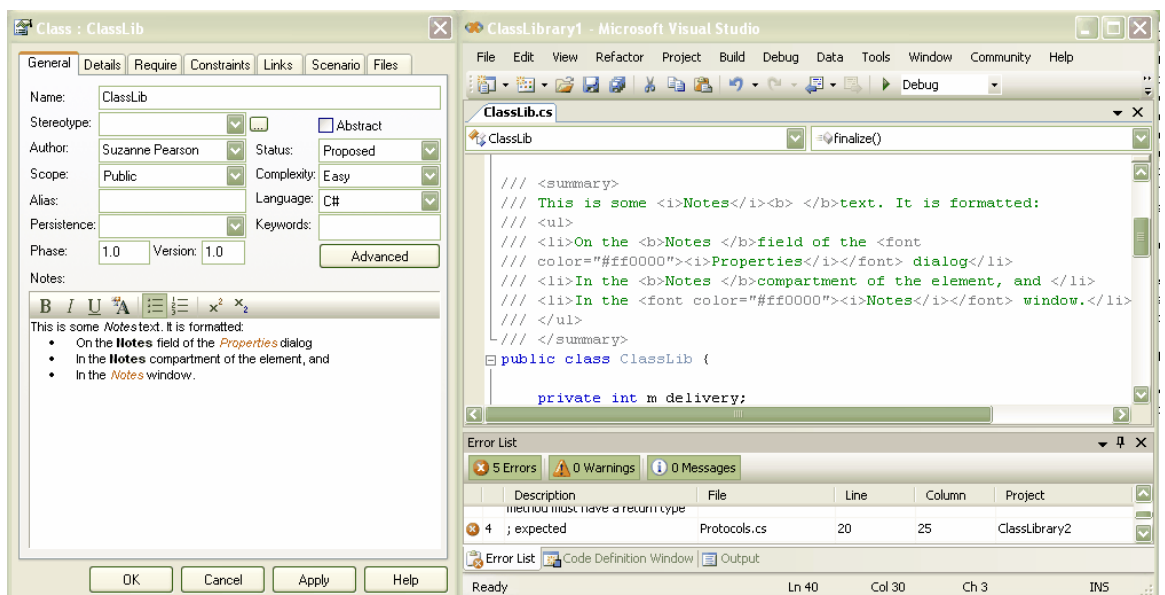 Class : ClassLib
General Details Require Constraints Links Scenario Files
Name: ClassLib
Stereotype: ... Abstract
Author: Suzanne Pearson Status: Proposed
Scope: Public Complexity: Easy
Alias: Language: C#
Persistence: Keywords:
Phase: 1.0 Version: 1.0 Advanced
Notes:
B I U A x² x₂
This is some Notes text. It is formatted:
• On the Notes field of the Properties dialog
• In the Notes compartment of the element, and
• In the Notes window.
OK Cancel Apply Help
ClassLibrary1 - Microsoft Visual Studio
File Edit View Refactor Project Build Debug Data Tools Window Community Help
Debug
ClassLib.cs
ClassLib finalize()
/// <summary>
/// This is some <i>Notes</i><b> </b>text. It is formatted:
/// <ul>
/// <li>On the <b>Notes </b>field of the <font
/// color="#ff0000"><i>Properties</i></font> dialog</li>
/// <li>In the <b>Notes </b>compartment of the element, and </li>
/// <li>In the <font color="#ff0000"><i>Notes</i></font> window.</li>
/// </ul>
/// </summary>
public class ClassLib {
private int m delivery;
Error List
5 Errors 0 Warnings 0 Messages
Description File Line Column Project
method must have a return type
4 ; expected Protocols.cs 20 25 ClassLibrary2
Error List Code Definition Window Output
Ready Ln 40 Col 30 Ch 3 INS